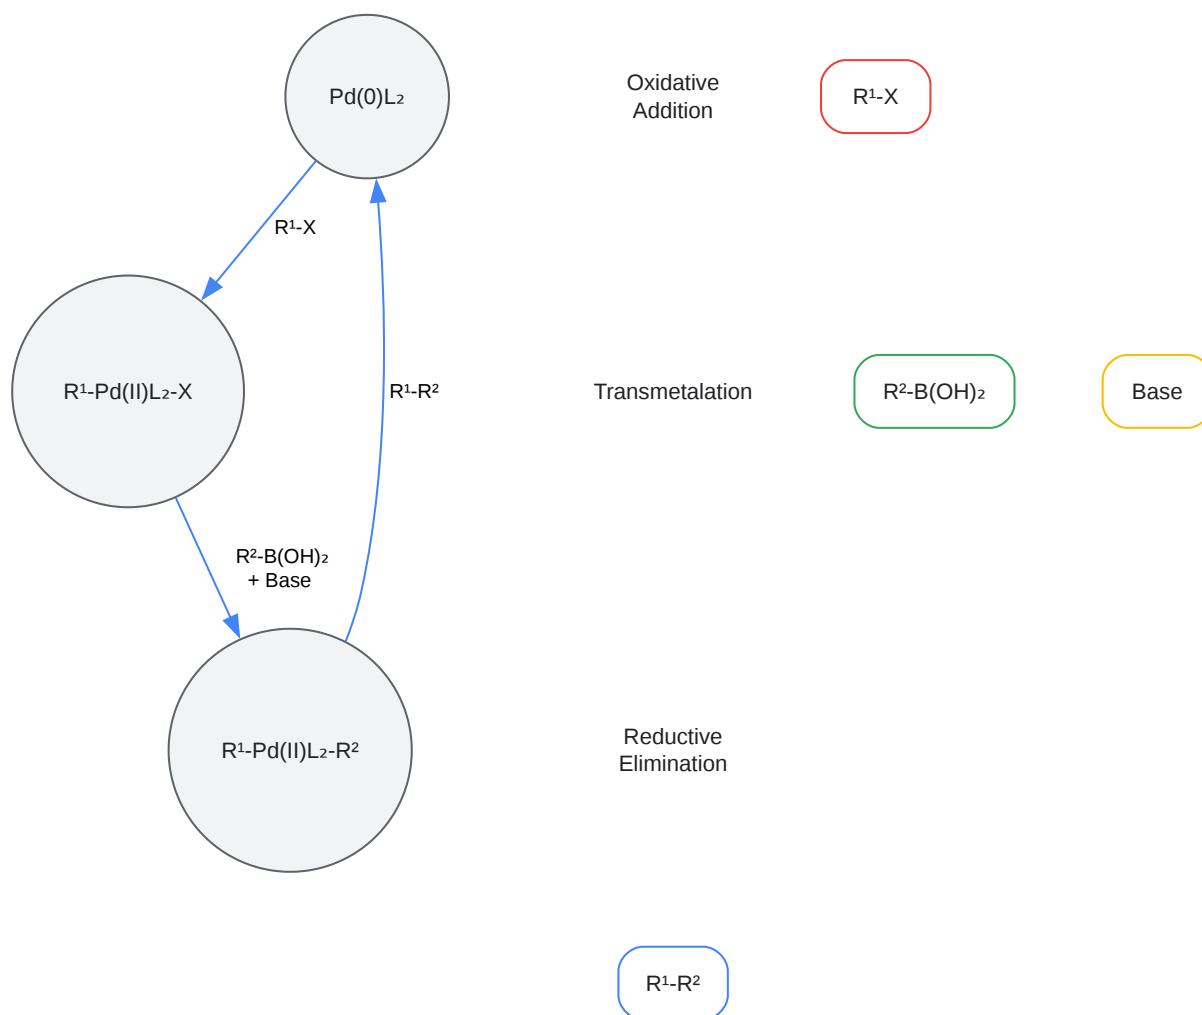 Pd(0)L₂
Oxidative
Addition
R¹-X
R¹-X
R¹-Pd(II)L₂-X
R¹-R²
Transmetalation
R²-B(OH)₂
Base
R²-B(OH)₂
+ Base
R¹-Pd(II)L₂-R²
Reductive
Elimination
R¹-R²